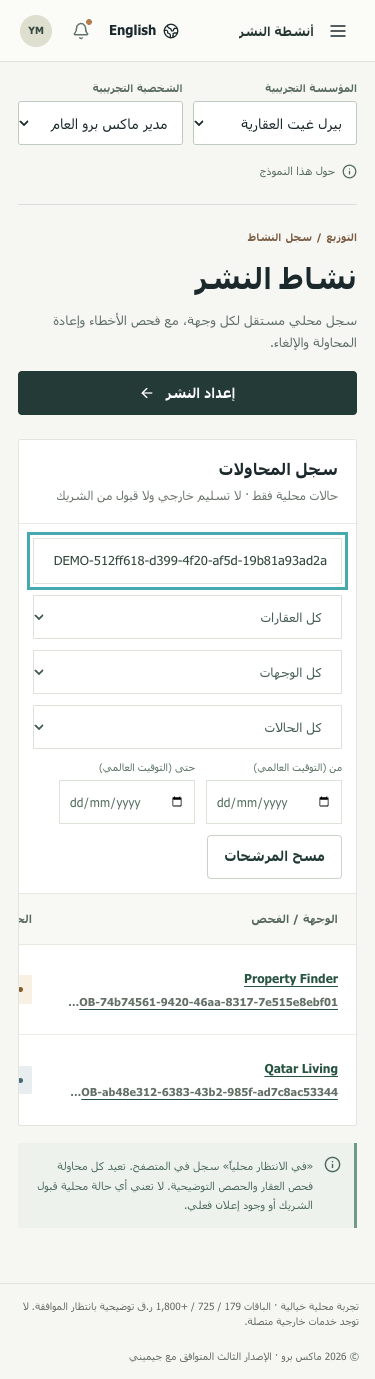 أنشطة النشر
English
YM
المؤسسة التجريبية
الشخصية التجريبية
بيرل غيت العقارية
مدير ماكس برو العام
حول هذا النموذج
التوزيع / سجل النشاط
نشاط النشر
سجل محلي مستقل لكل وجهة، مع فحص الأخطاء وإعادة
المحاولة والإلغاء.
إعداد النشر ←
سجل المحاولات
حالات محلية فقط · لا تسليم خارجي ولا قبول من الشريك
DEMO-512ff618-d399-4f20-af5d-19b81a93ad2a
كل العقارات
كل الوجهات
كل الحالات
من (التوقيت العالمي)
حتى (التوقيت العالمي)
dd/mm/yyyy
dd/mm/yyyy
مسح المرشحات
الوجهة / الفحص
الح
Property Finder
OB-74b74561-9420-46aa-8317-7e515e8ebf01...
Qatar Living
OB-ab48e312-6383-43b2-985f-ad7c8ac53344...
«في الانتظار محلياً» سجل في المتصفح. تعيد كل محاولة
فحص العقار والحصص التوضيحية. لا تعني أي حالة محلية قبول
الشريك أو وجود إعلان فعلي.
تجربة محلية خيالية · الباقات 179 / 725 / +1,800 ر.ق توضيحية بانتظار الموافقة. لا
توجد خدمات خارجية متصلة.
© 2026 ماكس برو · الإصدار الثالث المتوافق مع جيميني